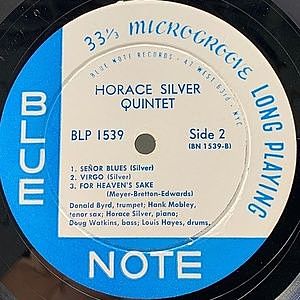 33⅓ MICROGROOVE LONG PLAYING
BLUE NOTE RECORDS · 47 WEST 63rd · NYC
HORACE SILVER
QUINTET
BLP 1539
Side 2
(BN 1539-B)
1. SEÑOR BLUES (Silver)
2. VIRGO (Silver)
3. FOR HEAVEN'S SAKE
(Meyer-Bretton-Edwards)
Donald Byrd, trumpet; Hank Mobley,
tenor sax; Horace Silver, piano;
Doug Watkins, bass; Louis Hayes, drums.
BLUE
NOTE